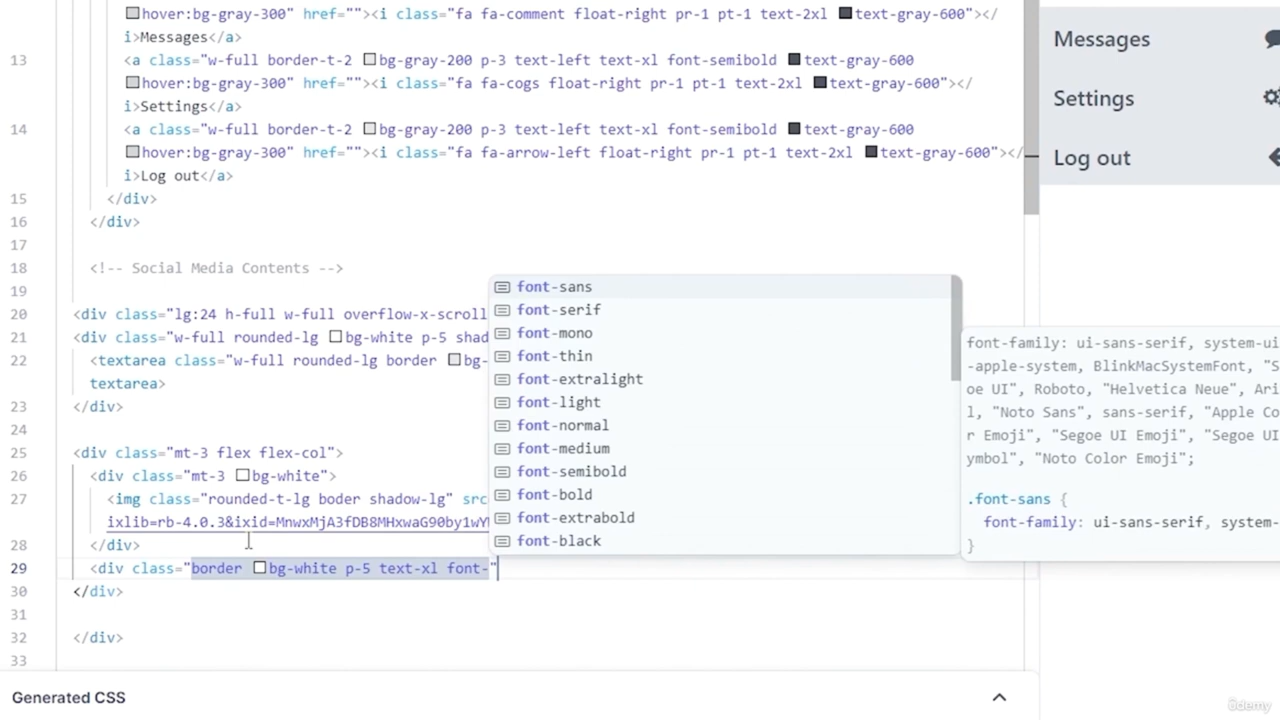 hover:bg-gray-300" href=""><i class="fa fa-comment float-right pr-1 pt-1 text-2xl text-gray-600"></
i>Messages</a>
13 <a class="w-full border-t-2 bg-gray-200 p-3 text-left text-xl font-semibold text-gray-600
hover:bg-gray-300" href=""><i class="fa fa-cogs float-right pr-1 pt-1 text-2xl text-gray-600"></
i>Settings</a>
14 <a class="w-full border-t-2 bg-gray-200 p-3 text-left text-xl font-semibold text-gray-600
hover:bg-gray-300" href=""><i class="fa fa-arrow-left float-right pr-1 pt-1 text-2xl text-gray-600"></
i>Log out</a>
15 </div>
16 </div>
17
18 <!-- Social Media Contents -->
19
20 <div class="lg:24 h-full w-full overflow-x-scroll
21 <div class="w-full rounded-lg bg-white p-5 shad
22 <textarea class="w-full rounded-lg border bg-
textarea>
23 </div>
24
25 <div class="mt-3 flex flex-col">
26 <div class="mt-3 bg-white">
27 <img class="rounded-t-lg boder shadow-lg" src
ixlib=rb-4.0.3&ixid=MnwxMjA3fDB8MHxwaG90by1wY
28 </div>
29 <div class="border bg-white p-5 text-xl font-"
30 </div>
31
32 </div>
33
font-sans
font-serif
font-mono
font-thin
font-extralight
font-light
font-normal
font-medium
font-semibold
font-bold
font-extrabold
font-black
font-family: ui-sans-serif, system-ui
-apple-system, BlinkMacSystemFont, "S
oe UI", Roboto, "Helvetica Neue", Ari
l, "Noto Sans", sans-serif, "Apple Co
r Emoji", "Segoe UI Emoji", "Segoe UI
ymbol", "Noto Color Emoji";
.font-sans {
font-family: ui-sans-serif, system-
}
Messages
Settings
Log out
Generated CSS
ûdemy